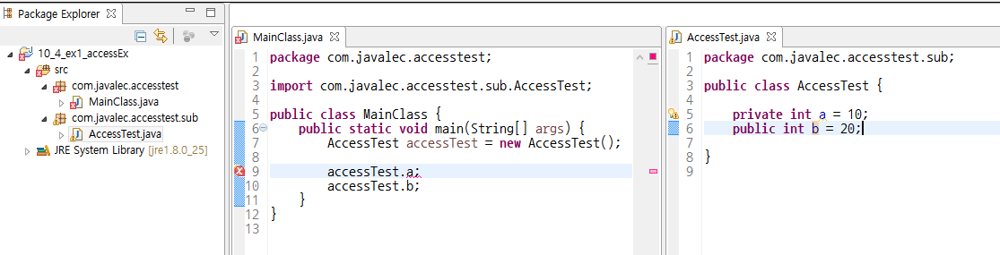 Package Explorer
10_4_ex1_accessEx
src
com.javalec.accesstest
MainClass.java
com.javalec.accesstest.sub
AccessTest.java
JRE System Library [jre1.8.0_25]
MainClass.java
1 package com.javalec.accesstest;
2
3 import com.javalec.accesstest.sub.AccessTest;
4
5 public class MainClass {
6 public static void main(String[] args) {
7 AccessTest accessTest = new AccessTest();
8
9 accessTest.a;
10 accessTest.b;
11 }
12 }
13
AccessTest.java
1 package com.javalec.accesstest.sub;
2
3 public class AccessTest {
4
5 private int a = 10;
6 public int b = 20;
7
8 }
9